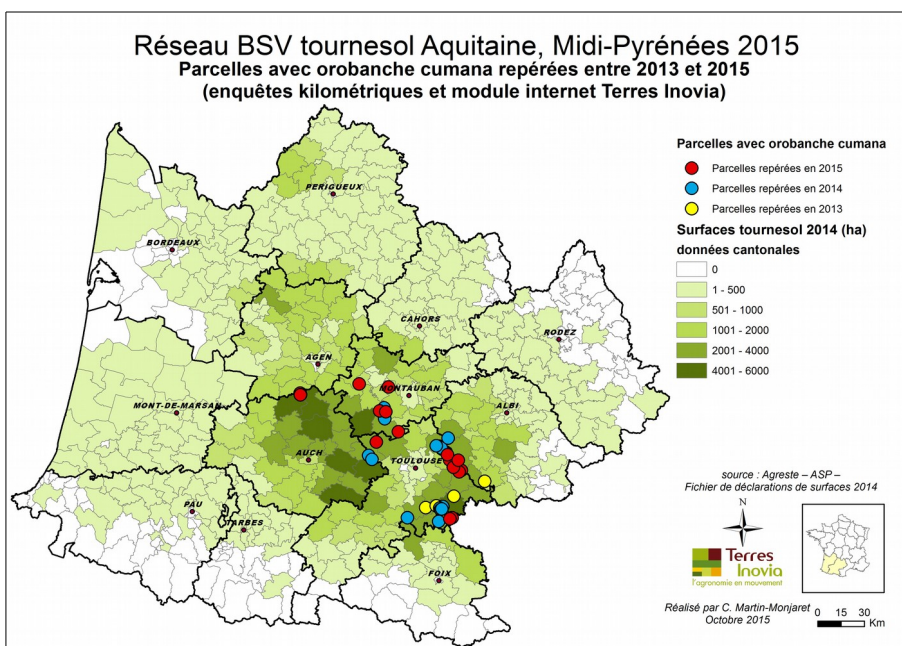 Réseau BSV tournesol Aquitaine, Midi-Pyrénées 2015
Parcelles avec orobanche cumana repérées entre 2013 et 2015
(enquêtes kilométriques et module internet Terres Inovia)
Parcelles avec orobanche cumana
Parcelles repérées en 2015
Parcelles repérées en 2014
Parcelles repérées en 2013
Surfaces tournesol 2014 (ha)
données cantonales
0
1 - 500
501 - 1000
1001 - 2000
2001 - 4000
4001 - 6000
PERIGUEUX
BORDEAUX
CAHORS
RODEZ
AGEN
MONTAUBAN
MONT-DE-MARSAN
ALBI
AUCH
TOULOUSE
PAU
TARBES
FOIX
source : Agreste – ASP –
Fichier de déclarations de surfaces 2014
N
Terres
Inovia
l'agronomie en mouvement
Réalisé par C. Martin-Monjaret
Octobre 2015
0 15 30
Km